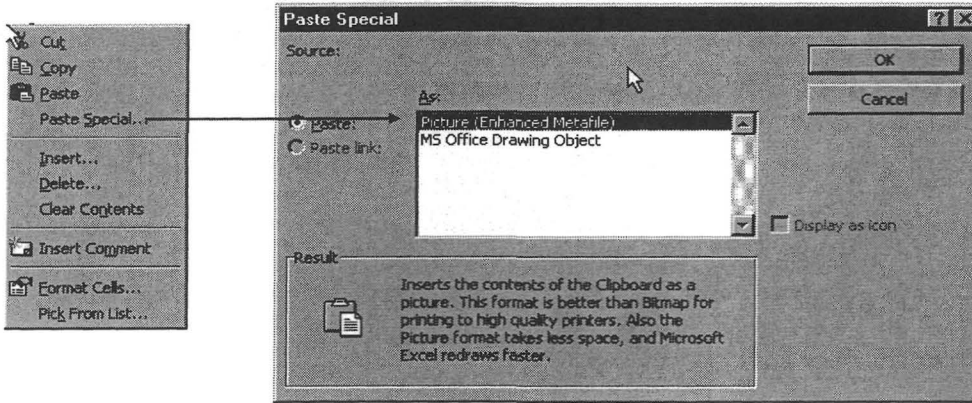 Cut
Copy
Paste
Paste Special...
Insert...
Delete...
Clear Contents
Insert Comment
Format Cells...
Pick From List...
Paste Special
Source:
OK
Cancel
As:
Paste:
Paste link:
Picture (Enhanced Metafile)
MS Office Drawing Object
Display as icon
Result
Inserts the contents of the Clipboard as a
picture. This format is better than Bitmap for
printing to high quality printers. Also the
Picture format takes less space, and Microsoft
Excel redraws faster.